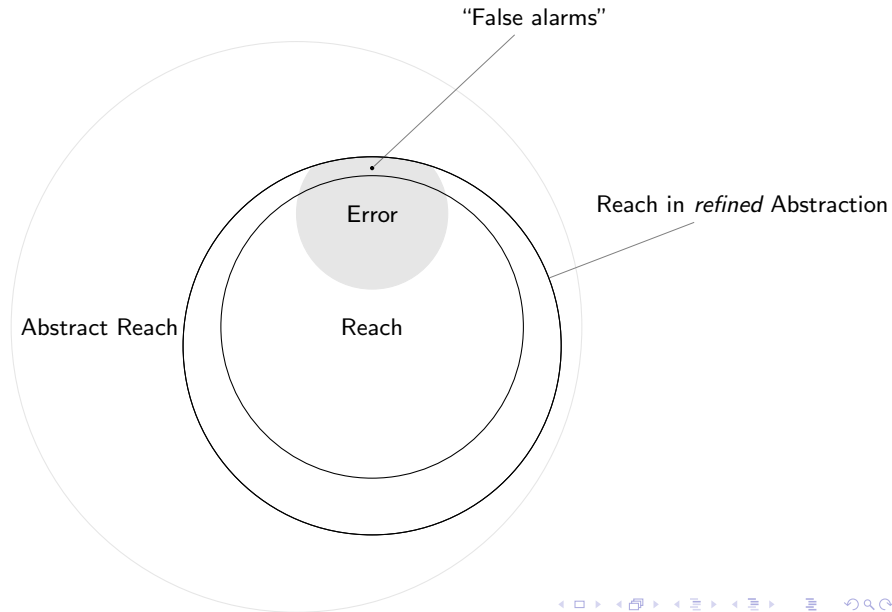 “False alarms”
Error
Reach in refined Abstraction
Abstract Reach
Reach